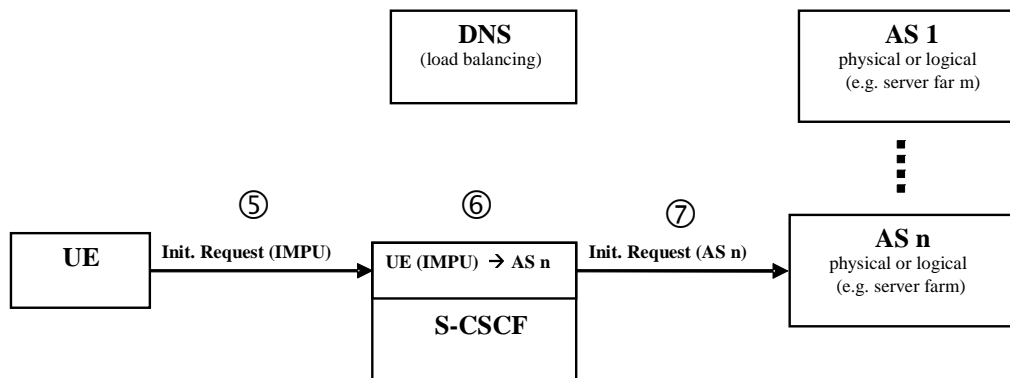 DNS
(load balancing)
AS 1
physical or logical
(e.g. server far m)
⑤
⑥
⑦
UE
Init. Request (IMPU)
UE (IMPU) → AS n
Init. Request (AS n)
AS n
physical or logical
(e.g. server farm)
S-CSCF